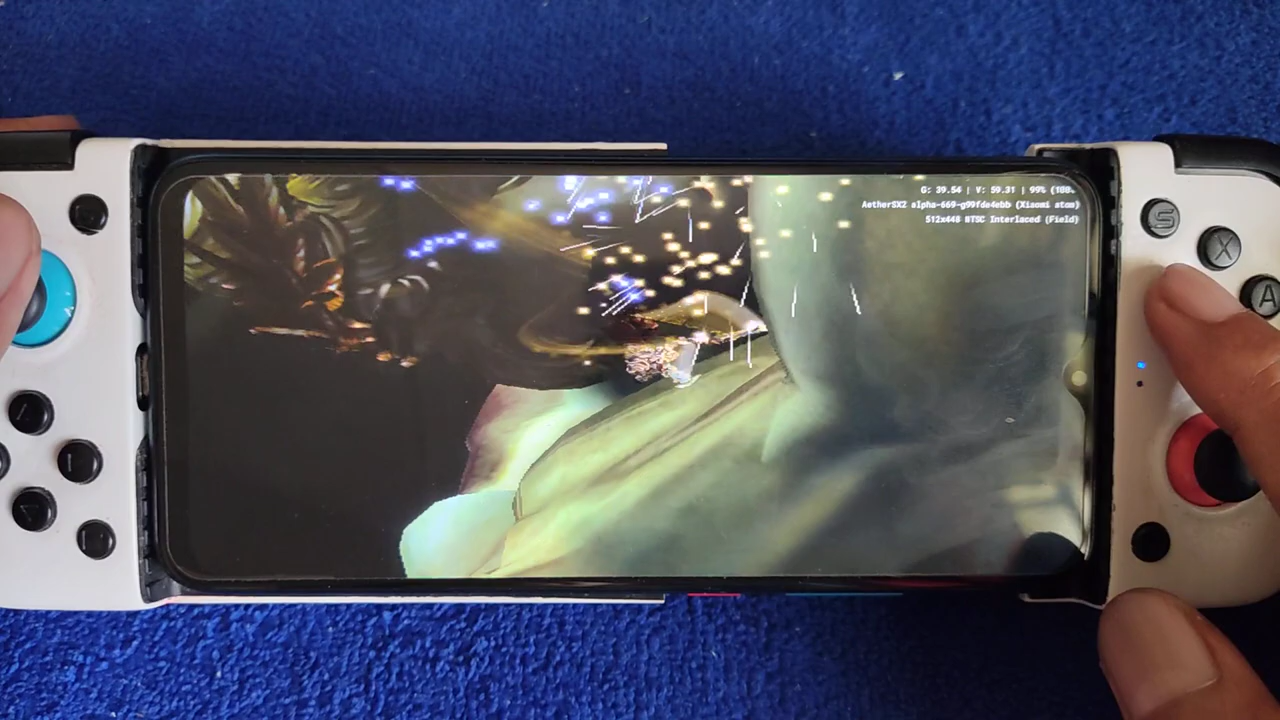 G: 39.54 | V: 59.31 | 99% (100%
AetherSX2 alpha-669-g99fde4ebb (Xiaomi atom)
512x448 NTSC Interlaced (Field)
S
X
A